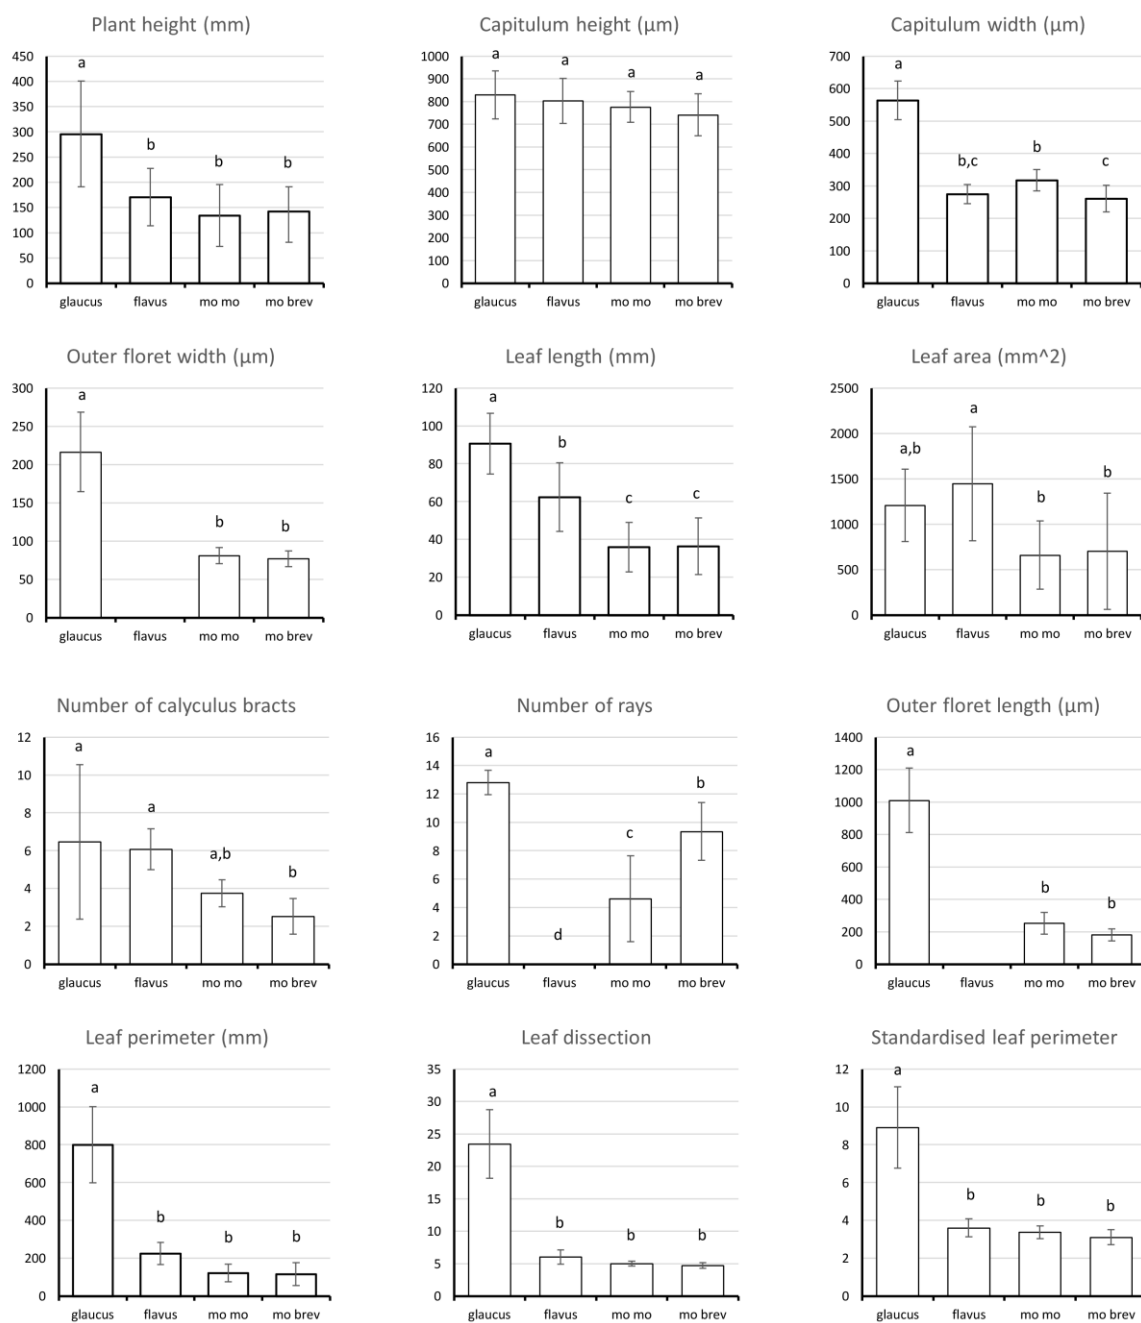 Plant height (mm)
450
400
350
300
250
200
150
100
50
0
a
b
b
b
glaucus flavus mo mo mo brev
Capitulum height (µm)
1000
900
800
700
600
500
400
300
200
100
0
a
a
a
a
glaucus flavus mo mo mo brev
Capitulum width (µm)
700
600
500
400
300
200
100
0
a
b,c
b
c
glaucus flavus mo mo mo brev
Outer floret width (µm)
300
250
200
150
100
50
0
a
b
b
glaucus flavus mo mo mo brev
Leaf length (mm)
120
100
80
60
40
20
0
a
b
c
c
glaucus flavus mo mo mo brev
Leaf area (mm^2)
2500
2000
1500
1000
500
0
a,b
a
b
b
glaucus flavus mo mo mo brev
Number of calyculus bracts
12
10
8
6
4
2
0
a
a
a,b
b
glaucus flavus mo mo mo brev
Number of rays
16
14
12
10
8
6
4
2
0
a
d
c
b
glaucus flavus mo mo mo brev
Outer floret length (µm)
1400
1200
1000
800
600
400
200
0
a
b
b
glaucus flavus mo mo mo brev
Leaf perimeter (mm)
1200
1000
800
600
400
200
0
a
b
b
b
glaucus flavus mo mo mo brev
Leaf dissection
35
30
25
20
15
10
5
0
a
b
b
b
glaucus flavus mo mo mo brev
Standardised leaf perimeter
12
10
8
6
4
2
0
a
b
b
b
glaucus flavus mo mo mo brev